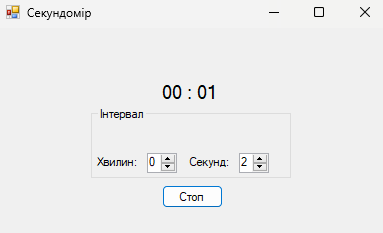 Секундомір
00 : 01
Інтервал
Хвилин: 0 Секунд: 2
Стоп